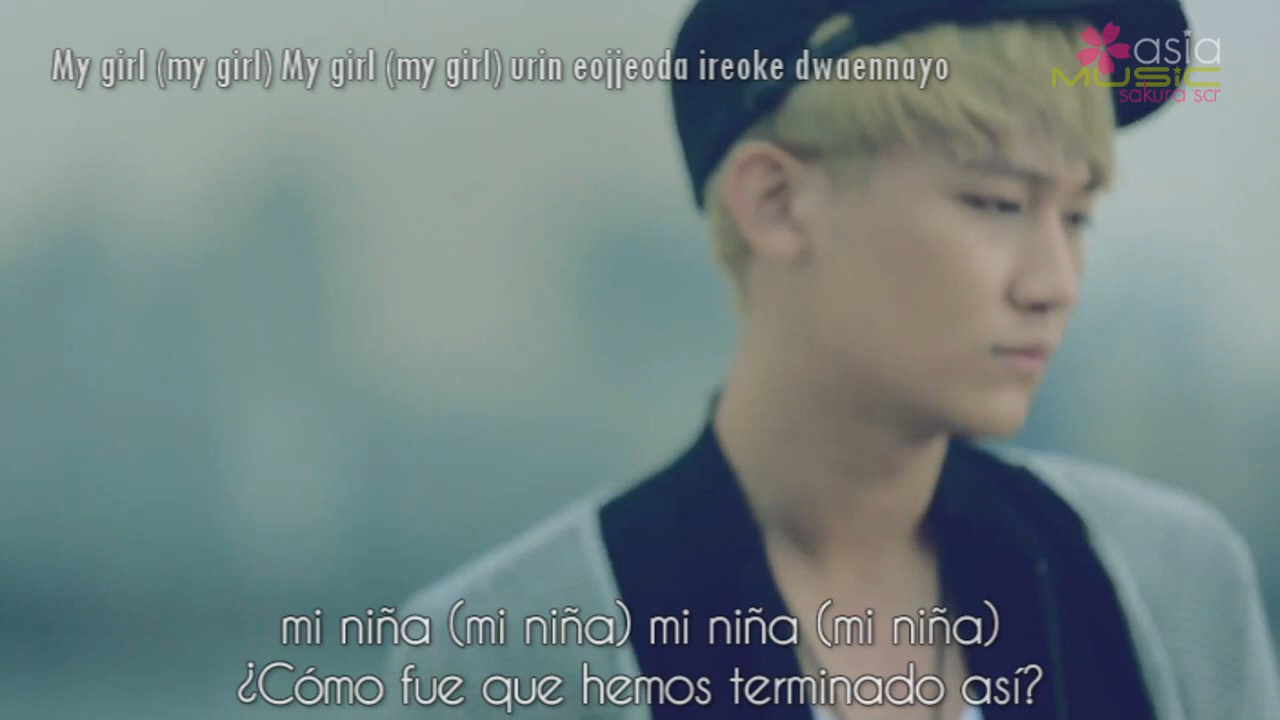 My girl (my girl) My girl (my girl) urin eojjeoda ireoke dwaennayo
asia
MUSiC
sakura scr
mi niña (mi niña) mi niña (mi niña)
¿Cómo fue que hemos terminado así?